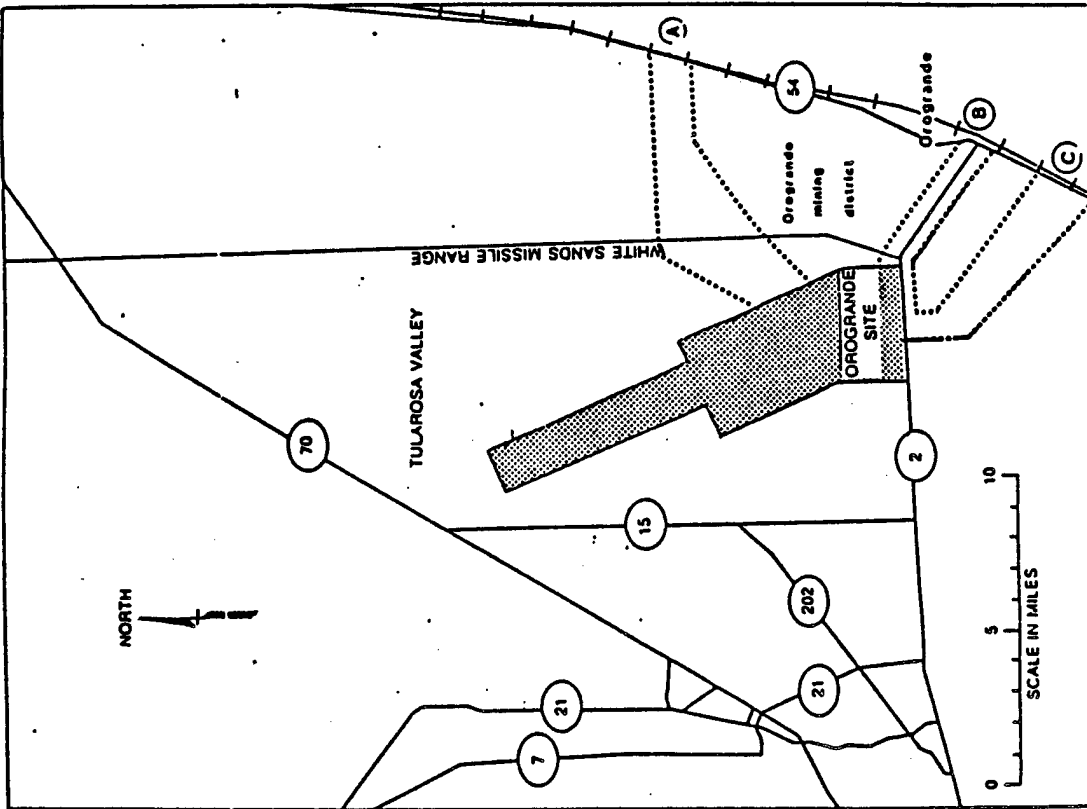 NORTH
70
TULAROSA VALLEY
WHITE SANDS MISSILE RANGE
A
54
Orogrande
Orogrande
mining
district
B
C
OROGRANDE
SITE
15
202
21
7
21
2
0
5
10
SCALE IN MILES